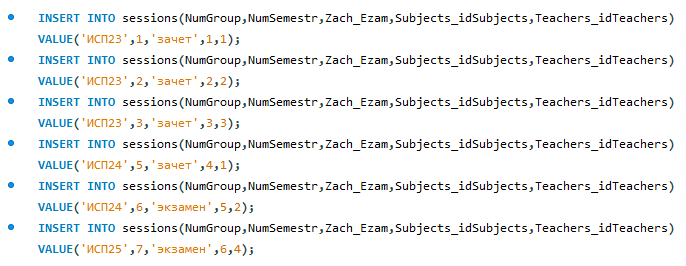 INSERT INTO sessions(NumGroup,NumSemestr,Zach_Ezam,Subjects_idSubjects,Teachers_idTeachers)
VALUE('ИСП23',1,'зачет',1,1);
INSERT INTO sessions(NumGroup,NumSemestr,Zach_Ezam,Subjects_idSubjects,Teachers_idTeachers)
VALUE('ИСП23',2,'зачет',2,2);
INSERT INTO sessions(NumGroup,NumSemestr,Zach_Ezam,Subjects_idSubjects,Teachers_idTeachers)
VALUE('ИСП23',3,'зачет',3,3);
INSERT INTO sessions(NumGroup,NumSemestr,Zach_Ezam,Subjects_idSubjects,Teachers_idTeachers)
VALUE('ИСП24',5,'зачет',4,1);
INSERT INTO sessions(NumGroup,NumSemestr,Zach_Ezam,Subjects_idSubjects,Teachers_idTeachers)
VALUE('ИСП24',6,'экзамен',5,2);
INSERT INTO sessions(NumGroup,NumSemestr,Zach_Ezam,Subjects_idSubjects,Teachers_idTeachers)
VALUE('ИСП25',7,'экзамен',6,4);